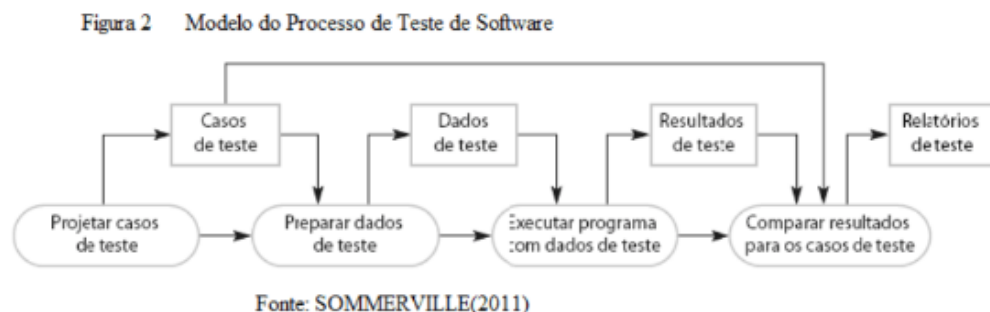 Figura 2 Modelo do Processo de Teste de Software
Casos
de teste
Dados
de teste
Resultados
de teste
Relatórios
de teste
Projetar casos
de teste
Preparar dados
de teste
Executar programa
com dados de teste
Comparar resultados
para os casos de teste
Fonte: SOMMERVILLE(2011)